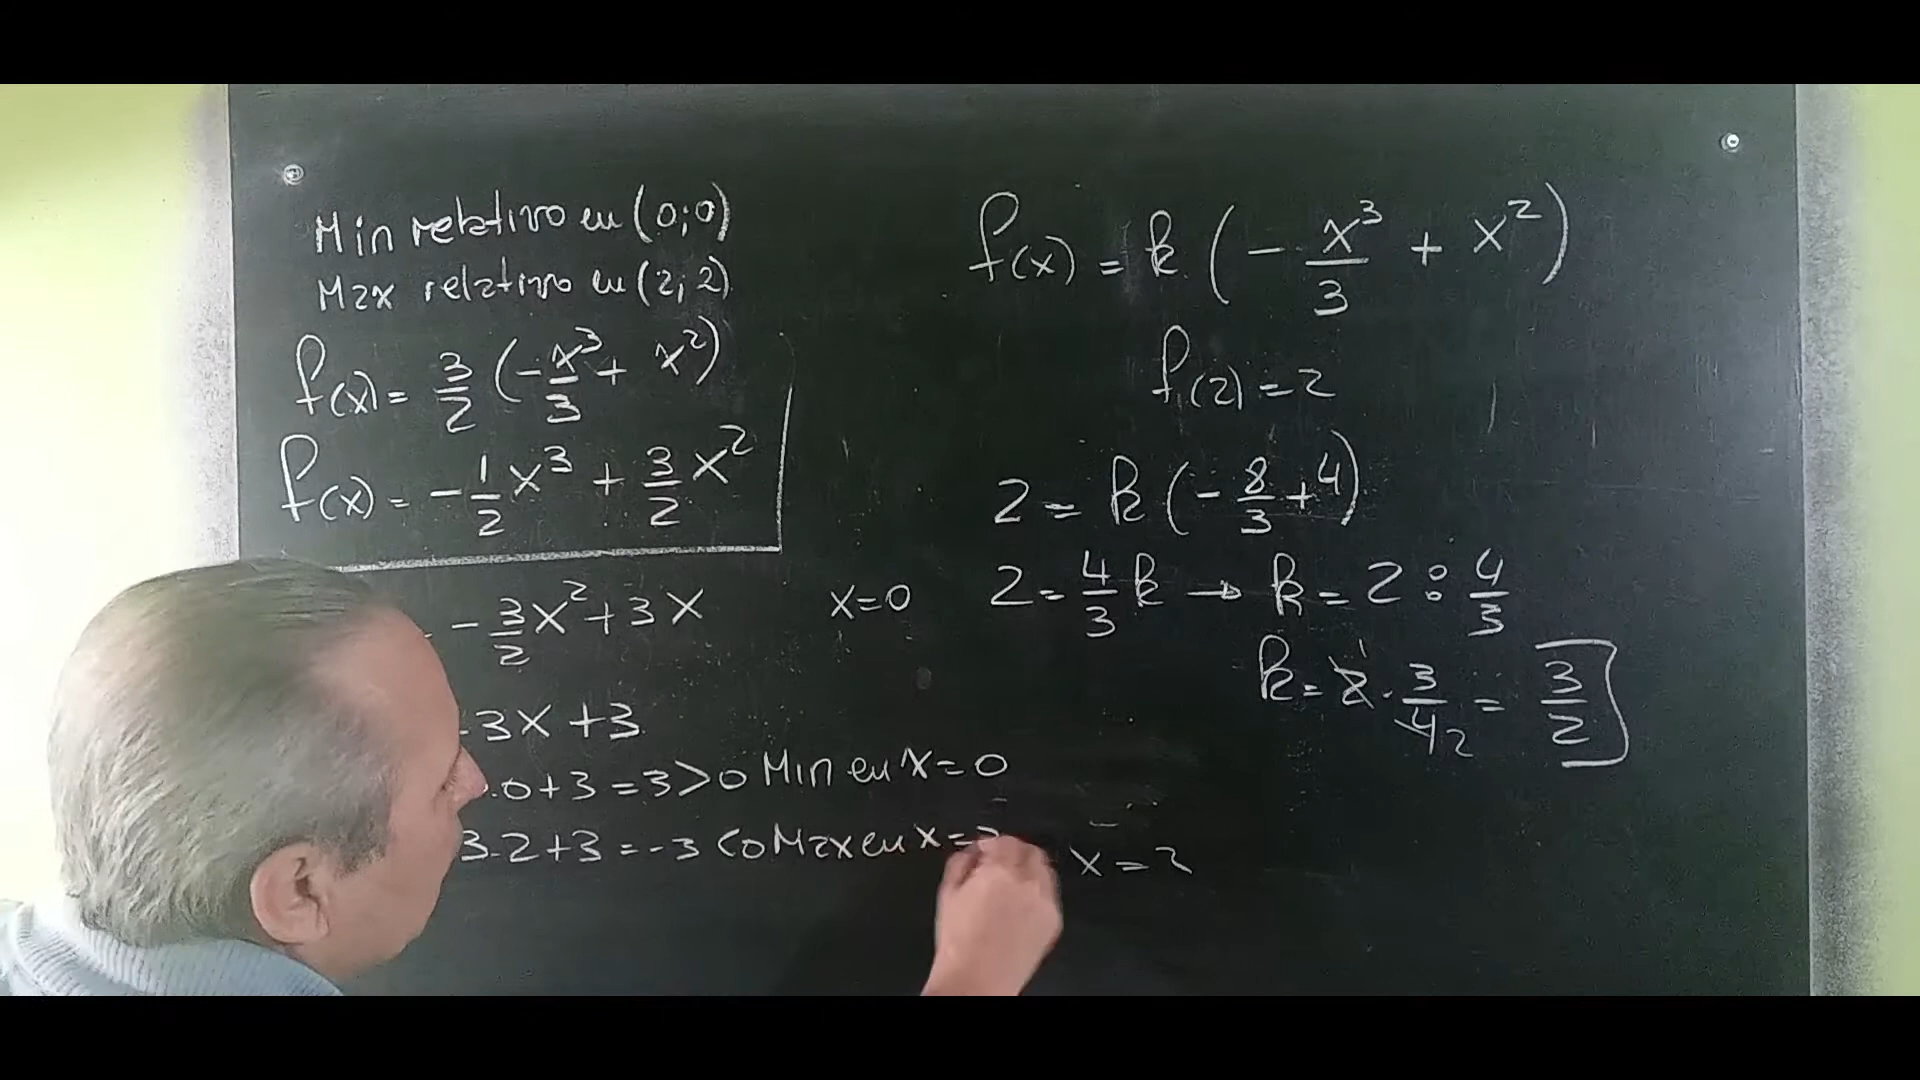 Min relativo en (0;0)
Max relativo en (2;2)
f(x) = 3/2 (-x³/3 + x²)
f(x) = -1/2 x³ + 3/2 x²
- 3/2 x² + 3x
x=0
-3x+3
.0+3=3>0 Min en x=0
3.2+3=-3<0 Max en x=2
x=2
f(x) = k (-x³/3 + x²)
f(2)=2
2 = k (-8/3 + 4)
2 = 4/3 k → k = 2 : 4/3
k = 2 1 . 3/4 2 = 3/2